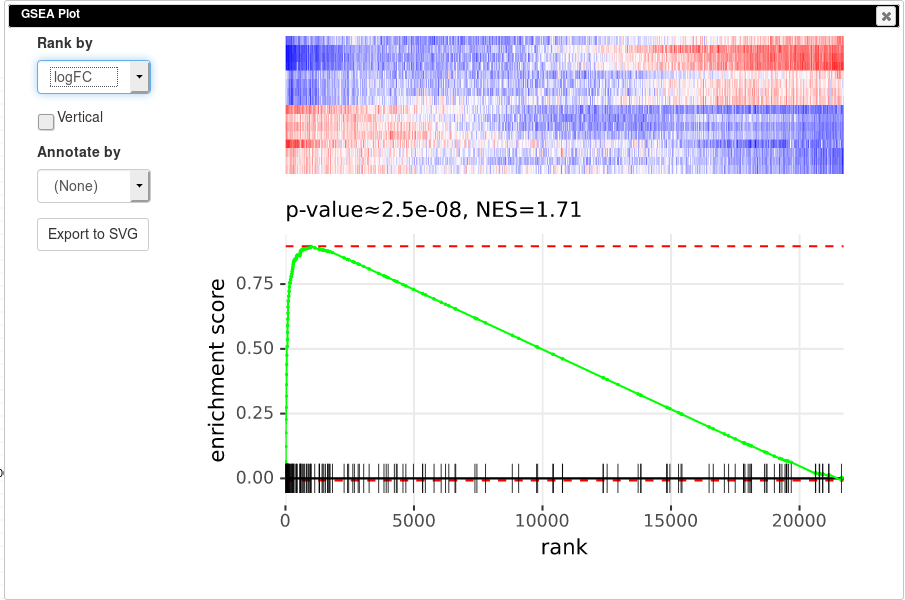 GSEA Plot
Rank by
logFC
Vertical
Annotate by
(None)
Export to SVG
p-value≈2.5e-08, NES=1.71
enrichment score
0.75
0.50
0.25
0.00
0 5000 10000 15000 20000
rank